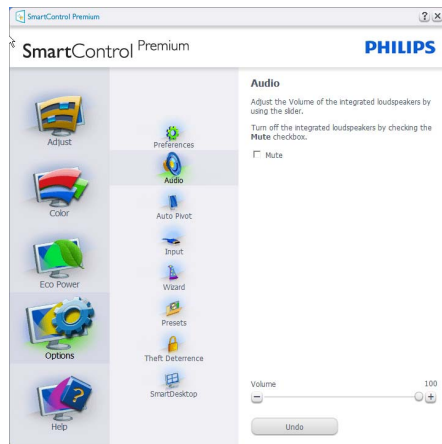 SmartControl Premium
SmartControl Premium
PHILIPS
Adjust
Color
Eco Power
Options
Help
Preferences
Audio
Auto Pivot
Input
Wizard
Presets
Theft Deterrence
SmartDesktop
Audio
Adjust the Volume of the integrated loudspeakers by
using the slider.
Turn off the integrated loudspeakers by checking the
Mute checkbox.
Mute
Volume 100
Undo